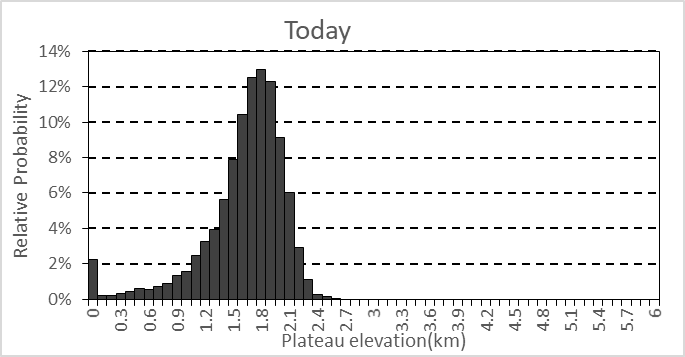 Today
14%
12%
10%
8%
6%
4%
2%
0%
Relative Probability
0 0.3 0.6 0.9 1.2 1.5 1.8 2.1 2.4 2.7 3 3.3 3.6 3.9 4.2 4.5 4.8 5.1 5.4 5.7 6
Plateau elevation(km)